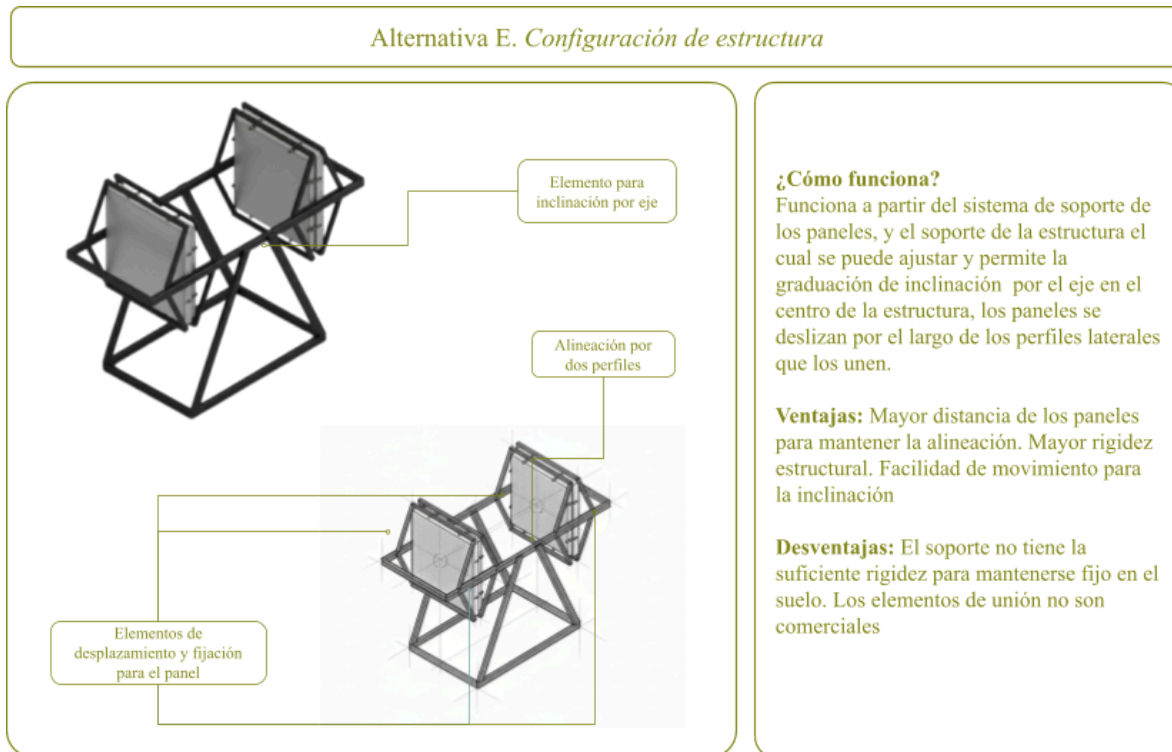 Alternativa E. Configuración de estructura
Elemento para
inclinación por eje
Alineación por
dos perfiles
Elementos de
desplazamiento y fijación
para el panel
¿Cómo funciona?
Funciona a partir del sistema de soporte de
los paneles, y el soporte de la estructura el
cual se puede ajustar y permite la
graduación de inclinación por el eje en el
centro de la estructura, los paneles se
deslizan por el largo de los perfiles laterales
que los unen.
Ventajas: Mayor distancia de los paneles
para mantener la alineación. Mayor rigidez
estructural. Facilidad de movimiento para
la inclinación
Desventajas: El soporte no tiene la
suficiente rigidez para mantenerse fijo en el
suelo. Los elementos de unión no son
comerciales